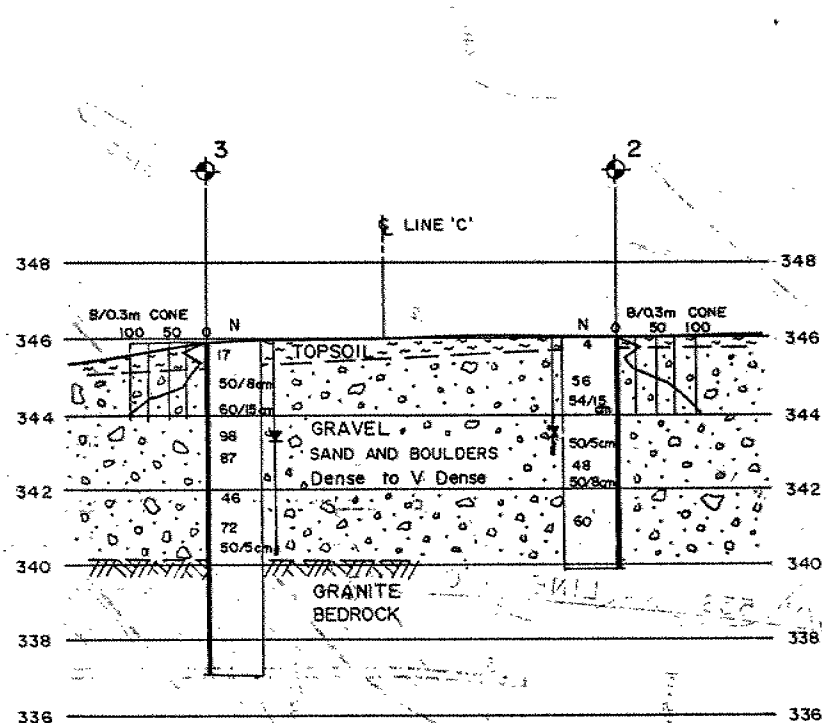 3
2
℄ LINE 'C'
348
348
B/0.3m CONE
100 50 0
N
N
B/0.3m CONE
0 50 100
346
346
17
50/8cm
60/15cm
98
87
46
72
50/5cm
TOPSOIL
GRAVEL
SAND AND BOULDERS
Dense to V Dense
4
56
54/15
cm
50/5cm
48
50/8cm
60
344
344
342
342
340
340
GRANITE
BEDROCK
338
338
336
336